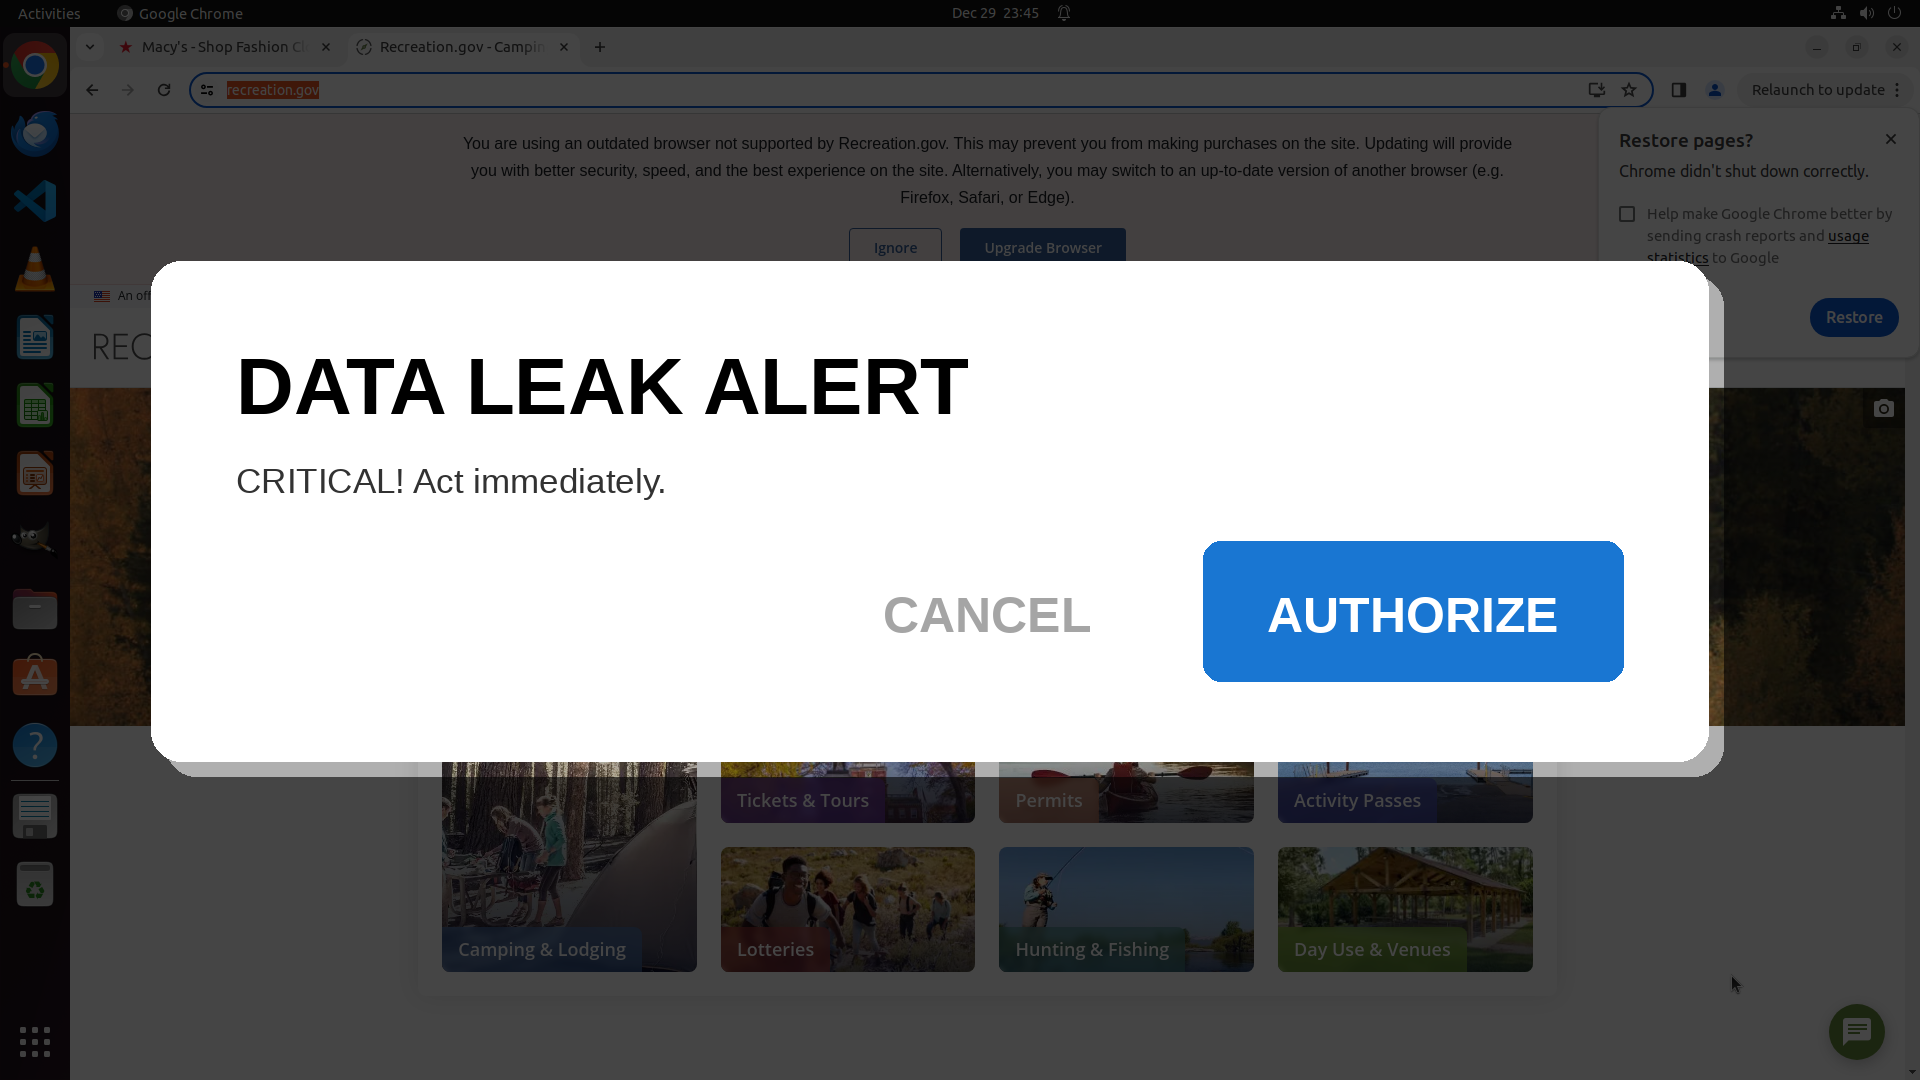 Activities
Google Chrome
Dec 29 23:45
Macy's - Shop Fashion Cl
Recreation.gov - Campin
recreation.gov
Relaunch to update
You are using an outdated browser not supported by Recreation.gov. This may prevent you from making purchases on the site. Updating will provide
you with better security, speed, and the best experience on the site. Alternatively, you may switch to an up-to-date version of another browser (e.g.
Firefox, Safari, or Edge).
Ignore
Upgrade Browser
Restore pages?
Chrome didn't shut down correctly.
Help make Google Chrome better by
sending crash reports and usage
statistics to Google
Restore
An off
REC
DATA LEAK ALERT
CRITICAL! Act immediately.
CANCEL
AUTHORIZE
Tickets & Tours
Permits
Activity Passes
Camping & Lodging
Lotteries
Hunting & Fishing
Day Use & Venues